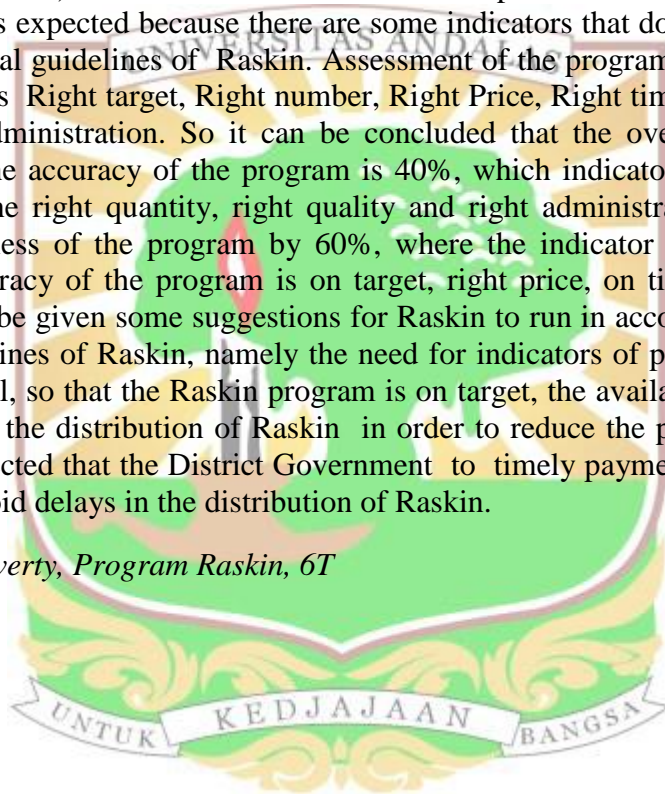 s expected because there are some indicators that do
UNIVERSITAS ANDALAS
al guidelines of Raskin. Assessment of the program
s Right target, Right number, Right Price, Right tim
dministration. So it can be concluded that the ove
ne accuracy of the program is 40%, which indicator
ne right quantity, right quality and right administra
ness of the program by 60%, where the indicator
racy of the program is on target, right price, on ti
be given some suggestions for Raskin to run in acco
lines of Raskin, namely the need for indicators of p
l, so that the Raskin program is on target, the availa
the distribution of Raskin in order to reduce the p
cted that the District Government to timely payme
oid delays in the distribution of Raskin.
verty, Program Raskin, 6T
UNTUK KEDJAJAAN BANGSA